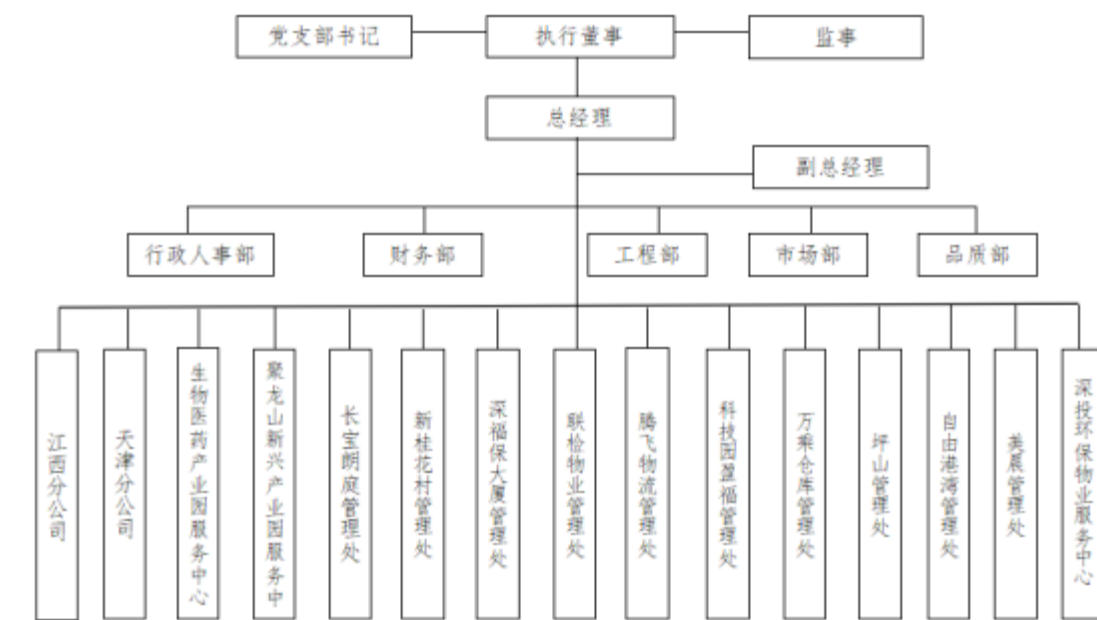 党支部书记
执行董事
监事
总经理
副总经理
行政人事部
财务部
工程部
市场部
品质部
江西分公司
天津分公司
生物医药产业园服务中心
聚龙山新兴产业园服务中
长宝朗庭管理处
新桂花村管理处
深福保大厦管理处
联检物业管理处
腾飞物流管理处
科技园盈福管理处
万乘仓库管理处
坪山管理处
自由港湾管理处
美晨管理处
深投环保物业服务中心